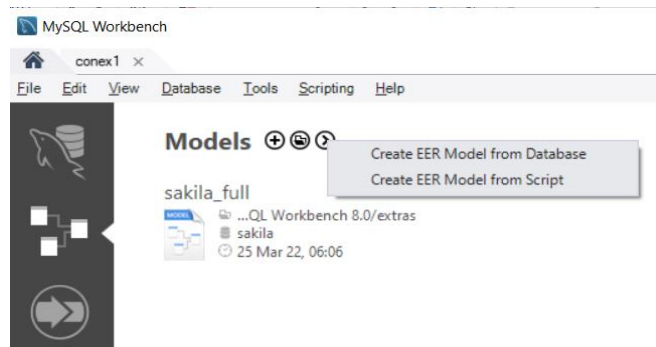 MySQL Workbench
conex1 ×
File Edit View Database Tools Scripting Help
Models
Create EER Model from Database
Create EER Model from Script
sakila_full
MODEL
...QL Workbench 8.0/extras
sakila
25 Mar 22, 06:06